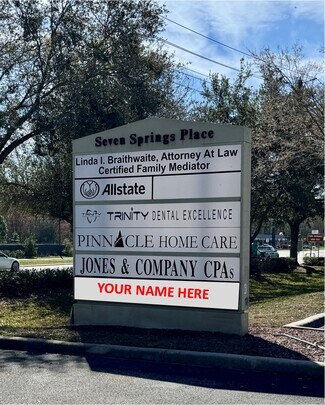 Seven Springs Place
Linda I. Braithwaite, Attorney At Law
Certified Family Mediator
Allstate
TRINITY DENTAL EXCELLENCE
PINNACLE HOME CARE
JONES & COMPANY CPAs
YOUR NAME HERE